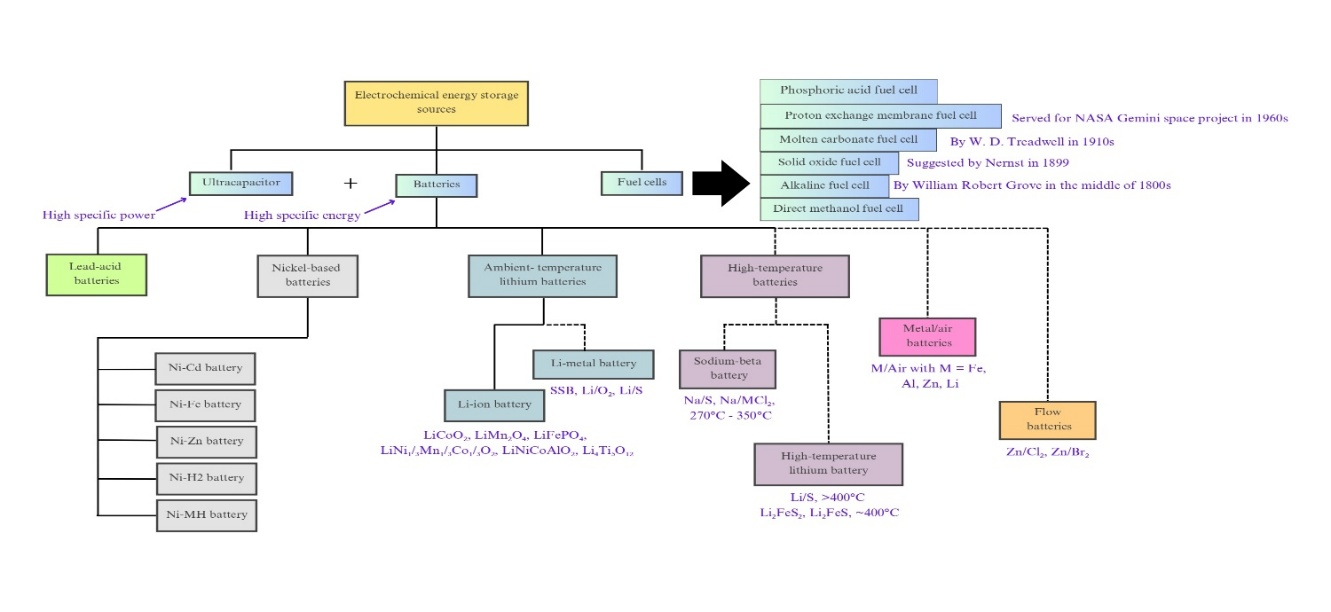 Electrochemical energy storage
sources
Ultracapacitor
+
Batteries
Fuel cells
High specific power
High specific energy
Phosphoric acid fuel cell
Proton exchange membrane fuel cell
Served for NASA Gemini space project in 1960s
Molten carbonate fuel cell
By W. D. Treadwell in 1910s
Solid oxide fuel cell
Suggested by Nernst in 1899
Alkaline fuel cell
By William Robert Grove in the middle of 1800s
Direct methanol fuel cell
Lead-acid
batteries
Nickel-based
batteries
Ambient- temperature
lithium batteries
High-temperature
batteries
Metal/air
batteries
M/Air with M = Fe,
Al, Zn, Li
Flow
batteries
Zn/Cl₂, Zn/Br₂
Ni-Cd battery
Ni-Fe battery
Ni-Zn battery
Ni-H2 battery
Ni-MH battery
Li-metal battery
SSB, Li/O₂, Li/S
Li-ion battery
LiCoO₂, LiMn₂O₄, LiFePO₄,
LiNi₁/₃Mn₁/₃Co₁/₃O₂, LiNiCoAlO₂, Li₄Ti₅O₁₂
Sodium-beta
battery
Na/S, Na/MCl₂,
270°C - 350°C
High-temperature
lithium battery
Li/S, >400°C
Li₂FeS₂, Li₂FeS, ~400°C